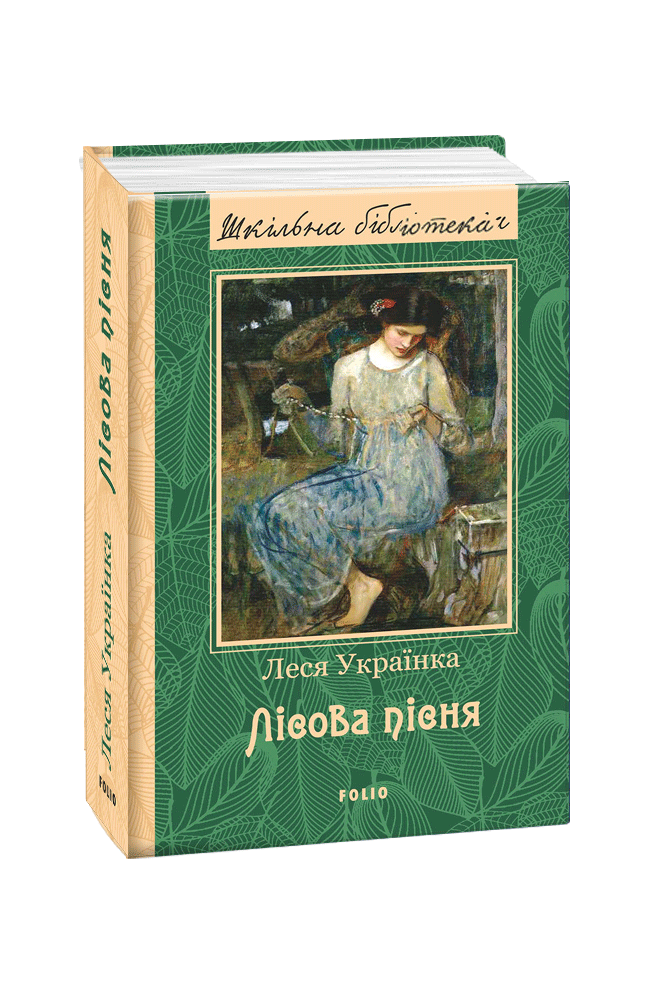 Шкільна бібліотека
Леся Українка
Лісова пісня
FOLIO
Леся Українка
Лісова пісня
FOLIO